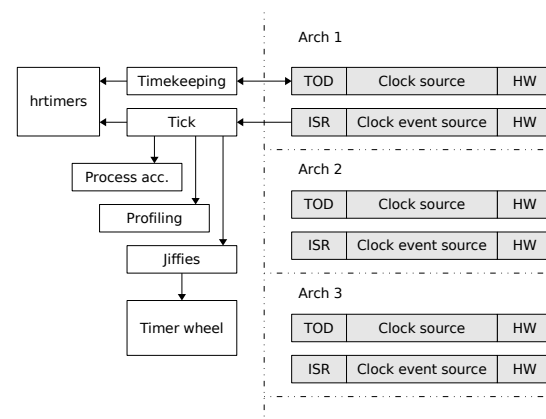 Arch 1
hrtimers
Timekeeping
TOD Clock source HW
Tick
ISR Clock event source HW
Process acc.
Profiling
Jiffies
Timer wheel
Arch 2
TOD Clock source HW
ISR Clock event source HW
Arch 3
TOD Clock source HW
ISR Clock event source HW